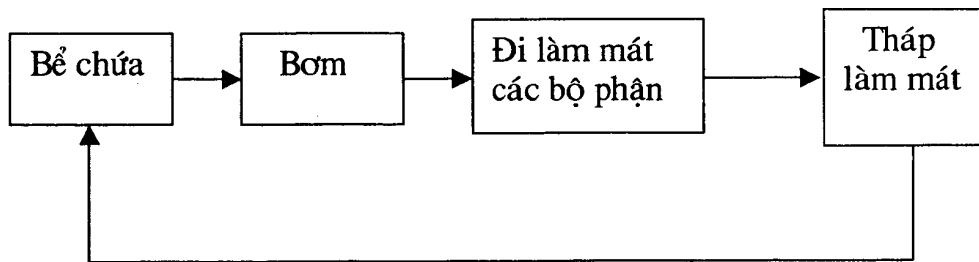 Bể chứa
Bơm
Đi làm mát
các bộ phận
Tháp
làm mát